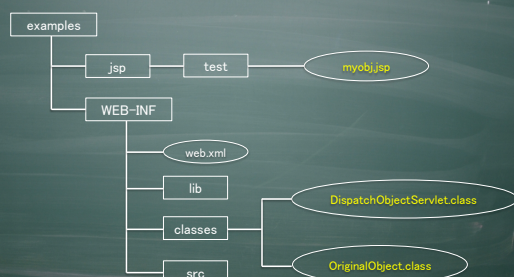 examples
jsp
test
myobj.jsp
WEB-INF
web.xml
lib
DispatchObjectServlet.class
classes
OriginalObject.class
src